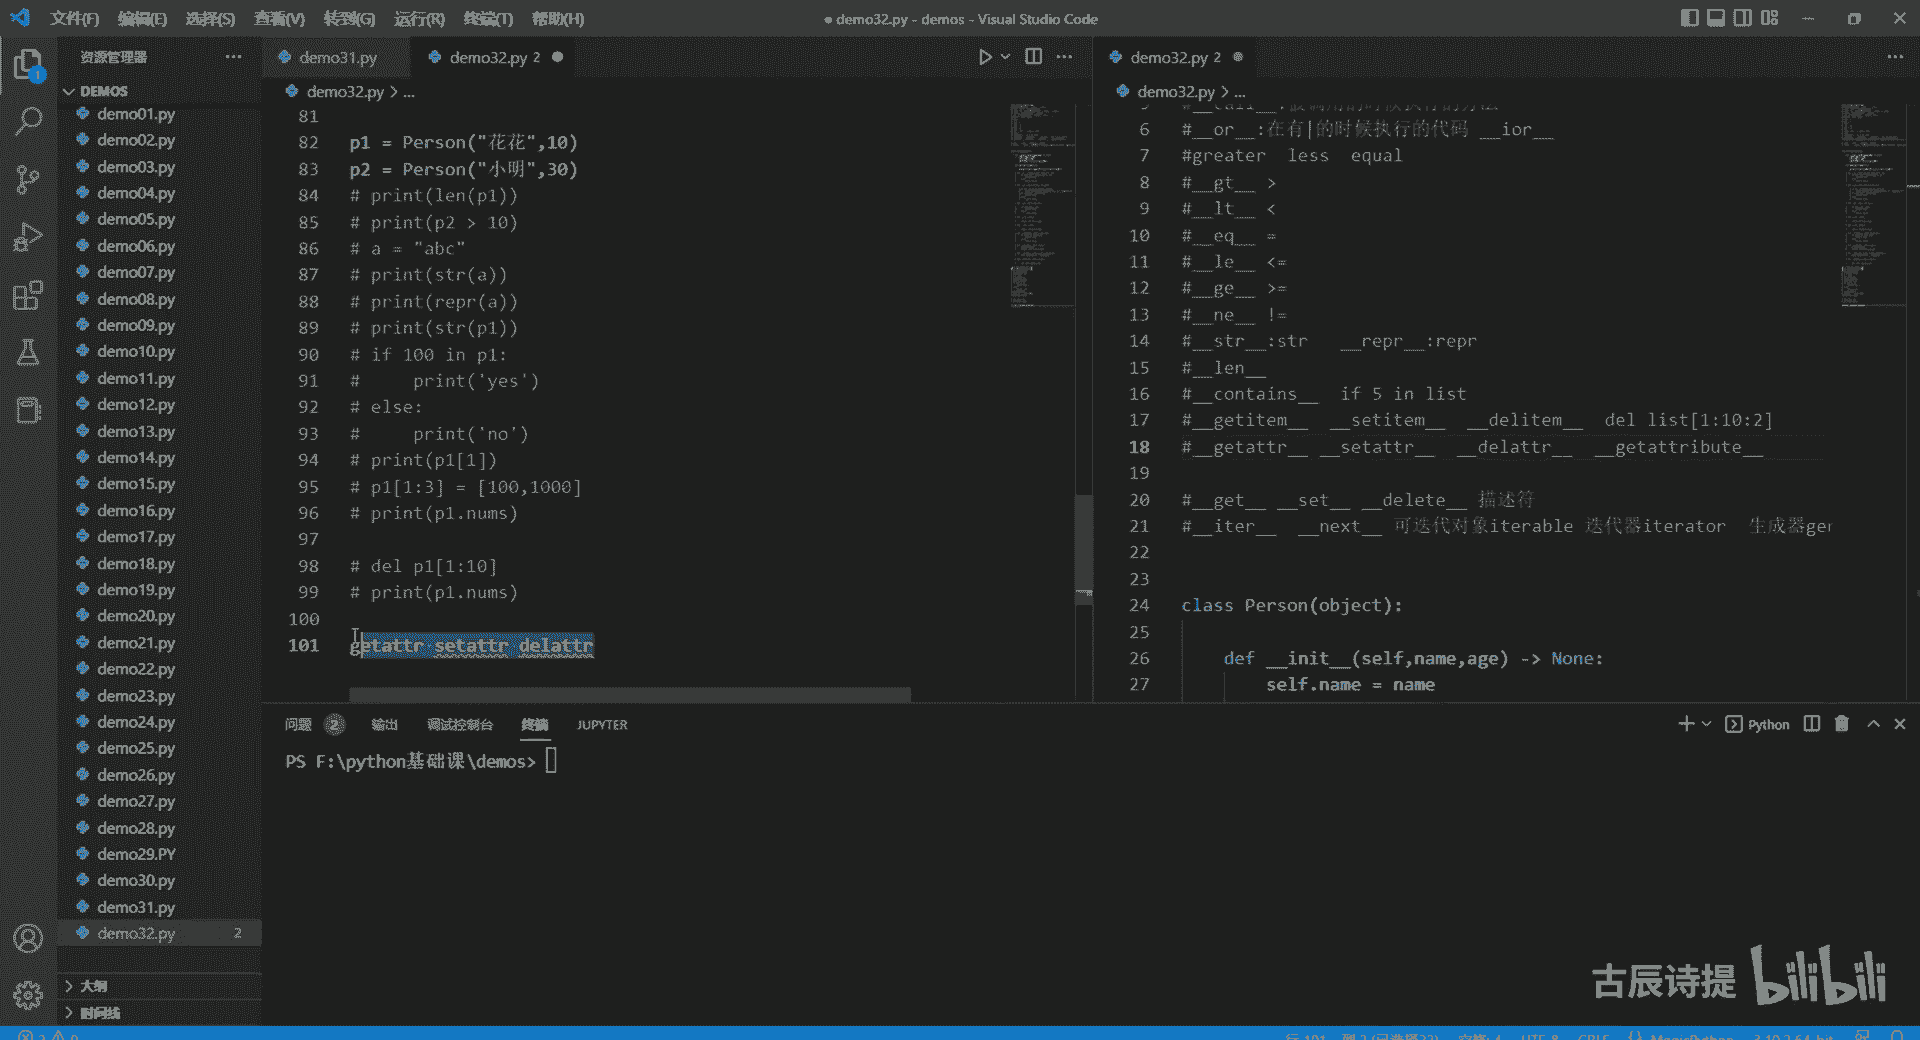 文件(F) 编辑(E) 选择(S) 查看(V) 转到(G) 运行(R) 终端(T) 帮助(H)
● demo32.py - demos - Visual Studio Code
资源管理器
DEMOS
demo01.py
demo02.py
demo03.py
demo04.py
demo05.py
demo06.py
demo07.py
demo08.py
demo09.py
demo10.py
demo11.py
demo12.py
demo13.py
demo14.py
demo15.py
demo16.py
demo17.py
demo18.py
demo19.py
demo20.py
demo21.py
demo22.py
demo23.py
demo24.py
demo25.py
demo26.py
demo27.py
demo28.py
demo29.PY
demo30.py
demo31.py
demo32.py 2
大纲
时间线
1
demo31.py demo32.py 2
demo32.py > ...
81
82 p1 = Person("花花",10)
83 p2 = Person("小明",30)
84 # print(len(p1))
85 # print(p2 > 10)
86 # a = "abc"
87 # print(str(a))
88 # print(repr(a))
89 # print(str(p1))
90 # if 100 in p1:
91 #     print('yes')
92 # else:
93 #     print('no')
94 # print(p1[1])
95 # p1[1:3] = [100,1000]
96 # print(p1.nums)
97
98 # del p1[1:10]
99 # print(p1.nums)
100
101 getattr setattr delattr
demo32.py 2
demo32.py > ...
6 #__or__:在有|的时候执行的代码 __ior__
7 #greater  less  equal
8 #__gt__ >
9 #__lt__ <
10 #__eq__ =
11 #__le__ <=
12 #__ge__ >=
13 #__ne__ !=
14 #__str__:str   __repr__:repr
15 #__len__
16 #__contains__  if 5 in list
17 #__getitem__  __setitem__  __delitem__  del list[1:10:2]
18 #__getattr__ __setattr__  __delattr__  __getattribute__
19
20 #__get__ __set__ __delete__ 描述符
21 #__iter__  __next__ 可迭代对象iterable 迭代器iterator  生成器ger
22
23
24 class Person(object):
25
26     def __init__(self,name,age) -> None:
27         self.name = name
问题 2 输出 调试控制台 终端 JUPYTER
Python
PS F:\python基础课\demos>
古辰诗提 bilibili